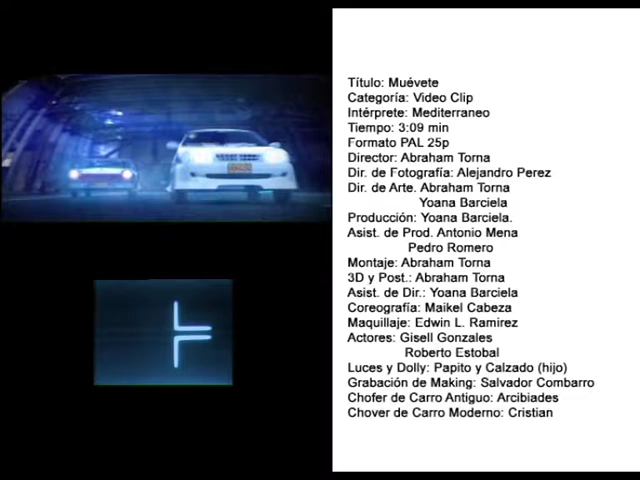 Título: Muévete
Categoría: Video Clip
Intérprete: Mediterraneo
Tiempo: 3:09 min
Formato PAL 25p
Director: Abraham Torna
Dir. de Fotografía: Alejandro Perez
Dir. de Arte. Abraham Torna
Yoana Barciela
Producción: Yoana Barciela.
Asist. de Prod. Antonio Mena
Pedro Romero
Montaje: Abraham Torna
3D y Post.: Abraham Torna
Asist. de Dir.: Yoana Barciela
Coreografía: Maikel Cabeza
Maquillaje: Edwin L. Ramirez
Actores: Gisell Gonzales
Roberto Estobal
Luces y Dolly: Papito y Calzado (hijo)
Grabación de Making: Salvador Combarro
Chofer de Carro Antiguo: Arcibiades
Chover de Carro Moderno: Cristian